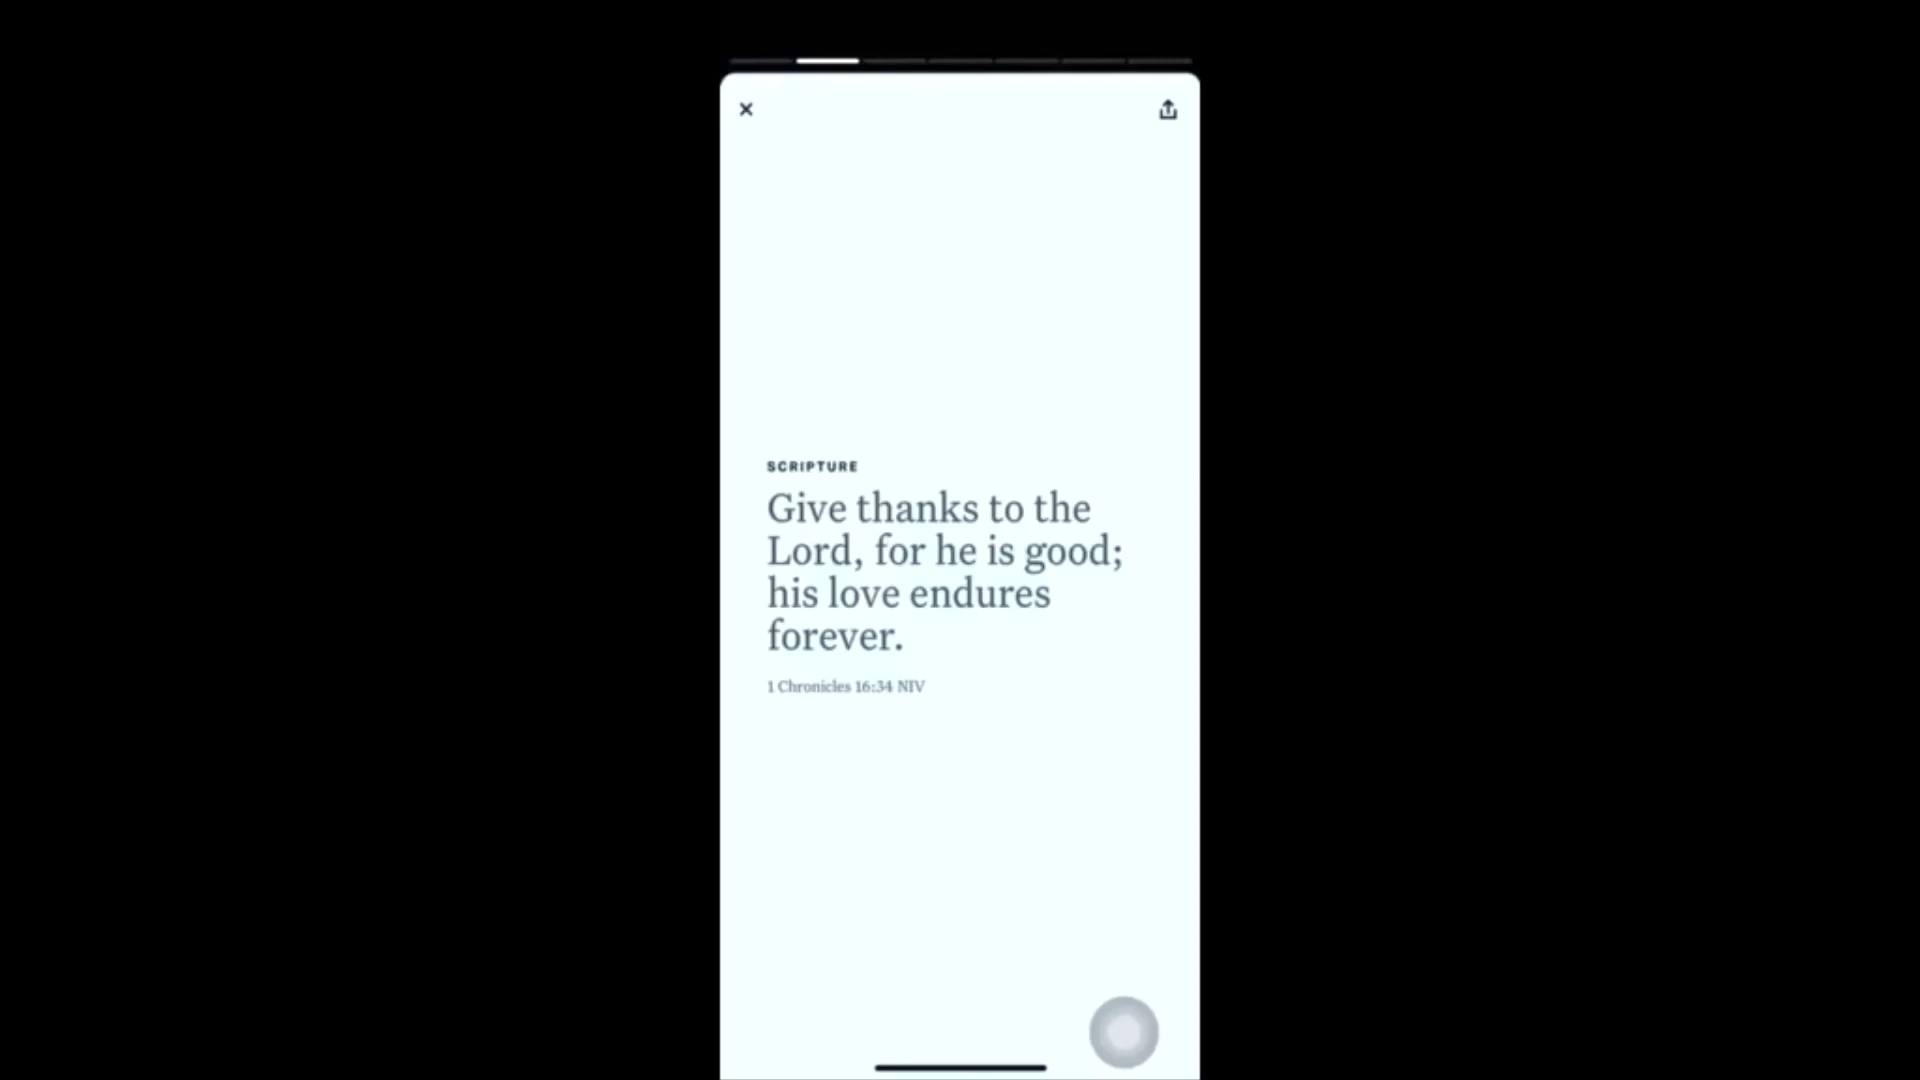 SCRIPTURE
Give thanks to the
Lord, for he is good;
his love endures
forever.
1 Chronicles 16:34 NIV